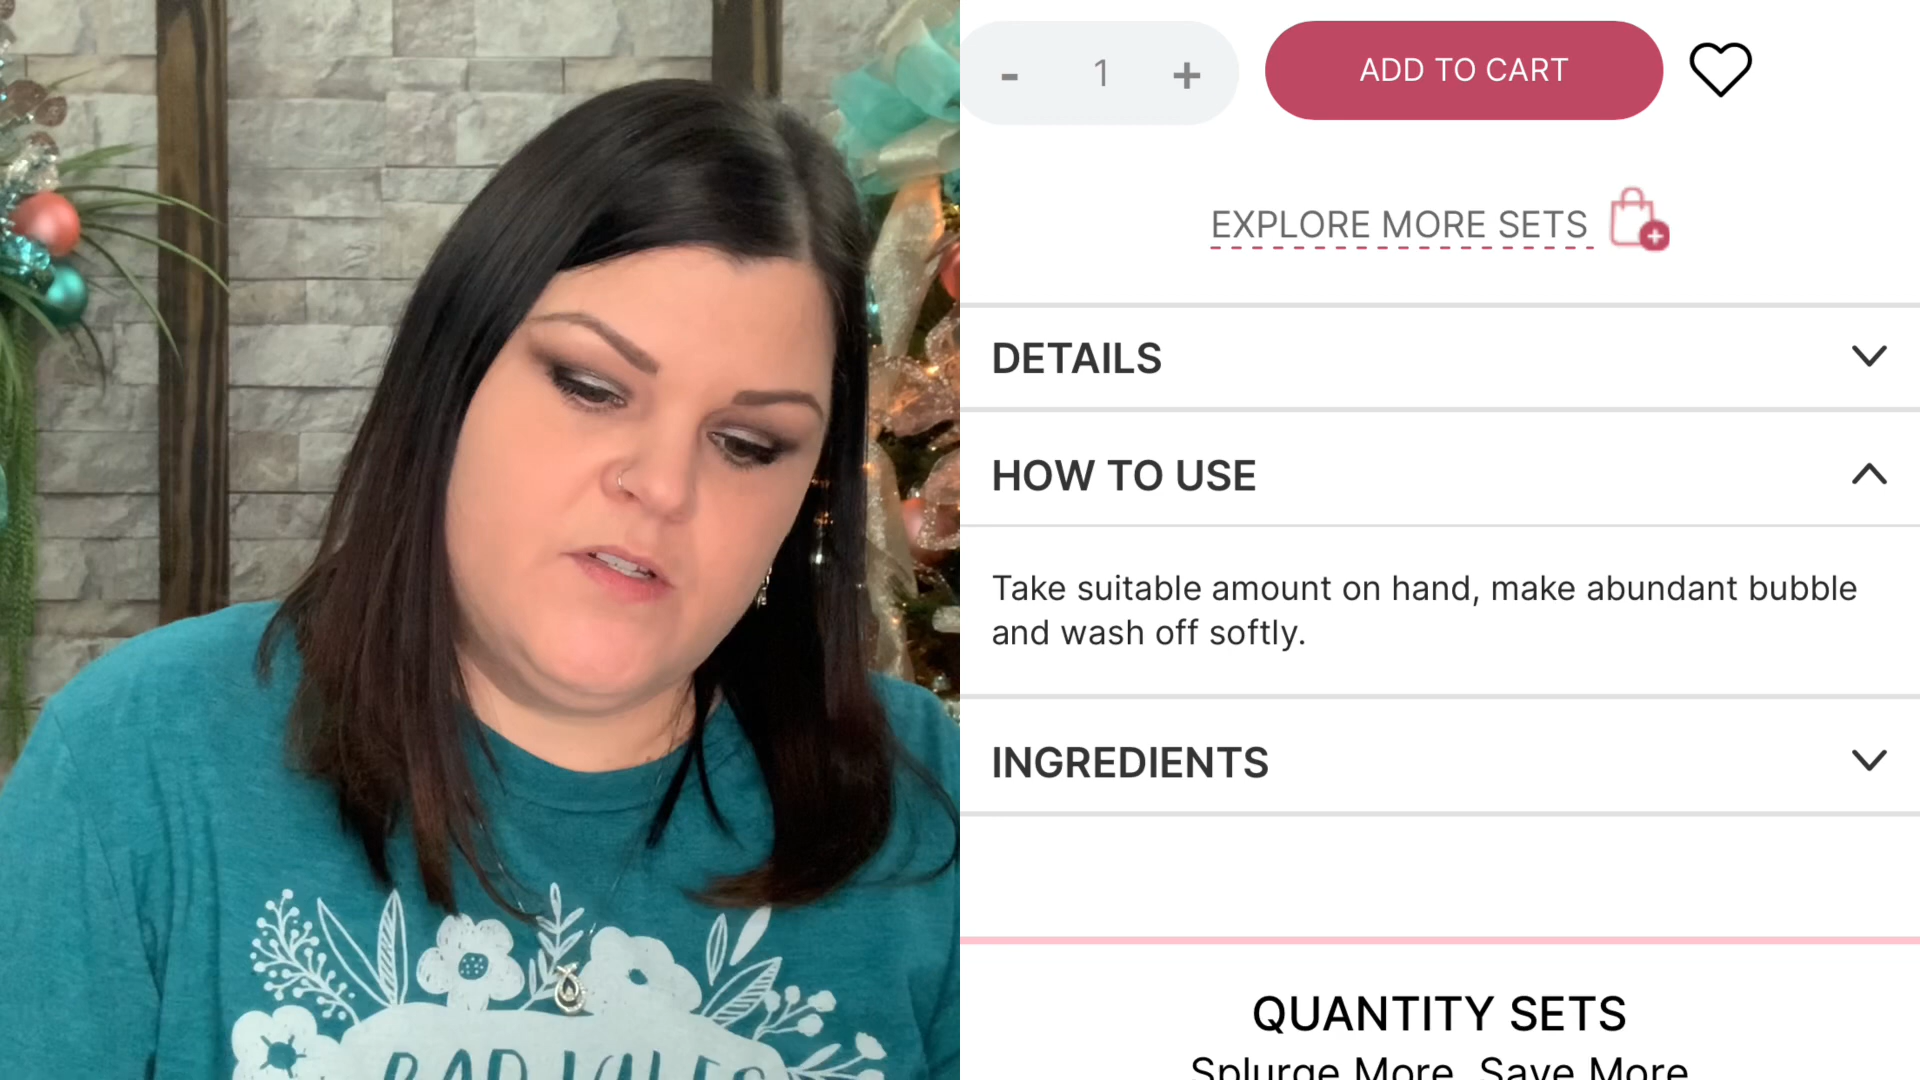 - 1 +
ADD TO CART
EXPLORE MORE SETS
DETAILS
HOW TO USE
Take suitable amount on hand, make abundant bubble
and wash off softly.
INGREDIENTS
QUANTITY SETS
Splurge More, Save More
BAD